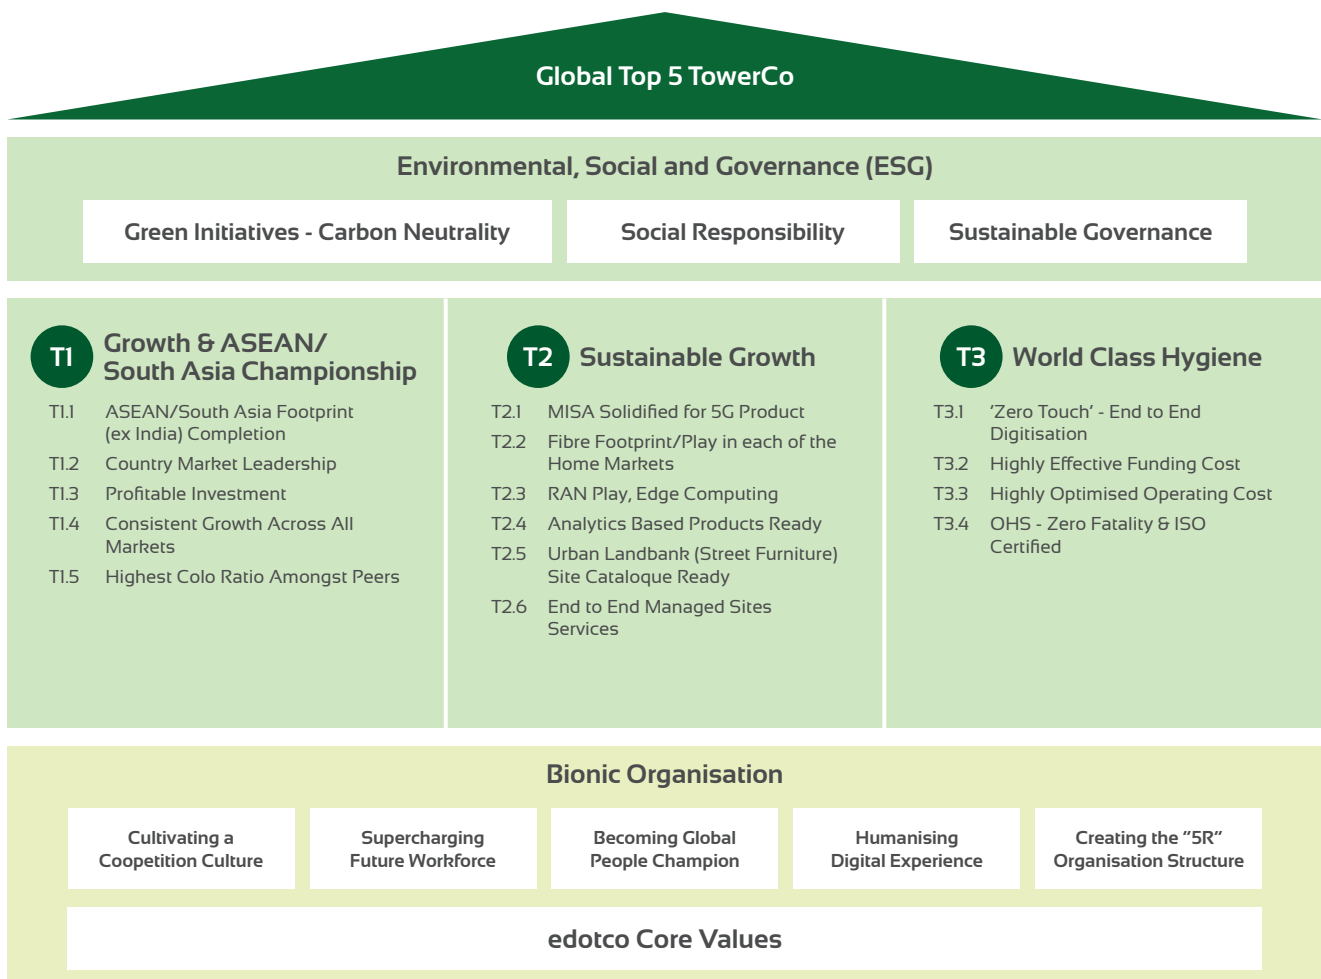 Global Top 5 TowerCo
Environmental, Social and Governance (ESG)
Green Initiatives - Carbon Neutrality
Social Responsibility
Sustainable Governance
T1
Growth & ASEAN/
South Asia Championship
T1.1 ASEAN/South Asia Footprint
(ex India) Completion
T1.2 Country Market Leadership
T1.3 Profitable Investment
T1.4 Consistent Growth Across All
Markets
T1.5 Highest Colo Ratio Amongst Peers
T2
Sustainable Growth
T2.1 MISA Solidified for 5G Product
T2.2 Fibre Footprint/Play in each of the
Home Markets
T2.3 RAN Play, Edge Computing
T2.4 Analytics Based Products Ready
T2.5 Urban Landbank (Street Furniture)
Site Cataloque Ready
T2.6 End to End Managed Sites
Services
T3
World Class Hygiene
T3.1 ‘Zero Touch’ - End to End
Digitisation
T3.2 Highly Effective Funding Cost
T3.3 Highly Optimised Operating Cost
T3.4 OHS - Zero Fatality & ISO
Certified
Bionic Organisation
Cultivating a
Coopetition Culture
Supercharging
Future Workforce
Becoming Global
People Champion
Humanising
Digital Experience
Creating the “5R”
Organisation Structure
edotco Core Values